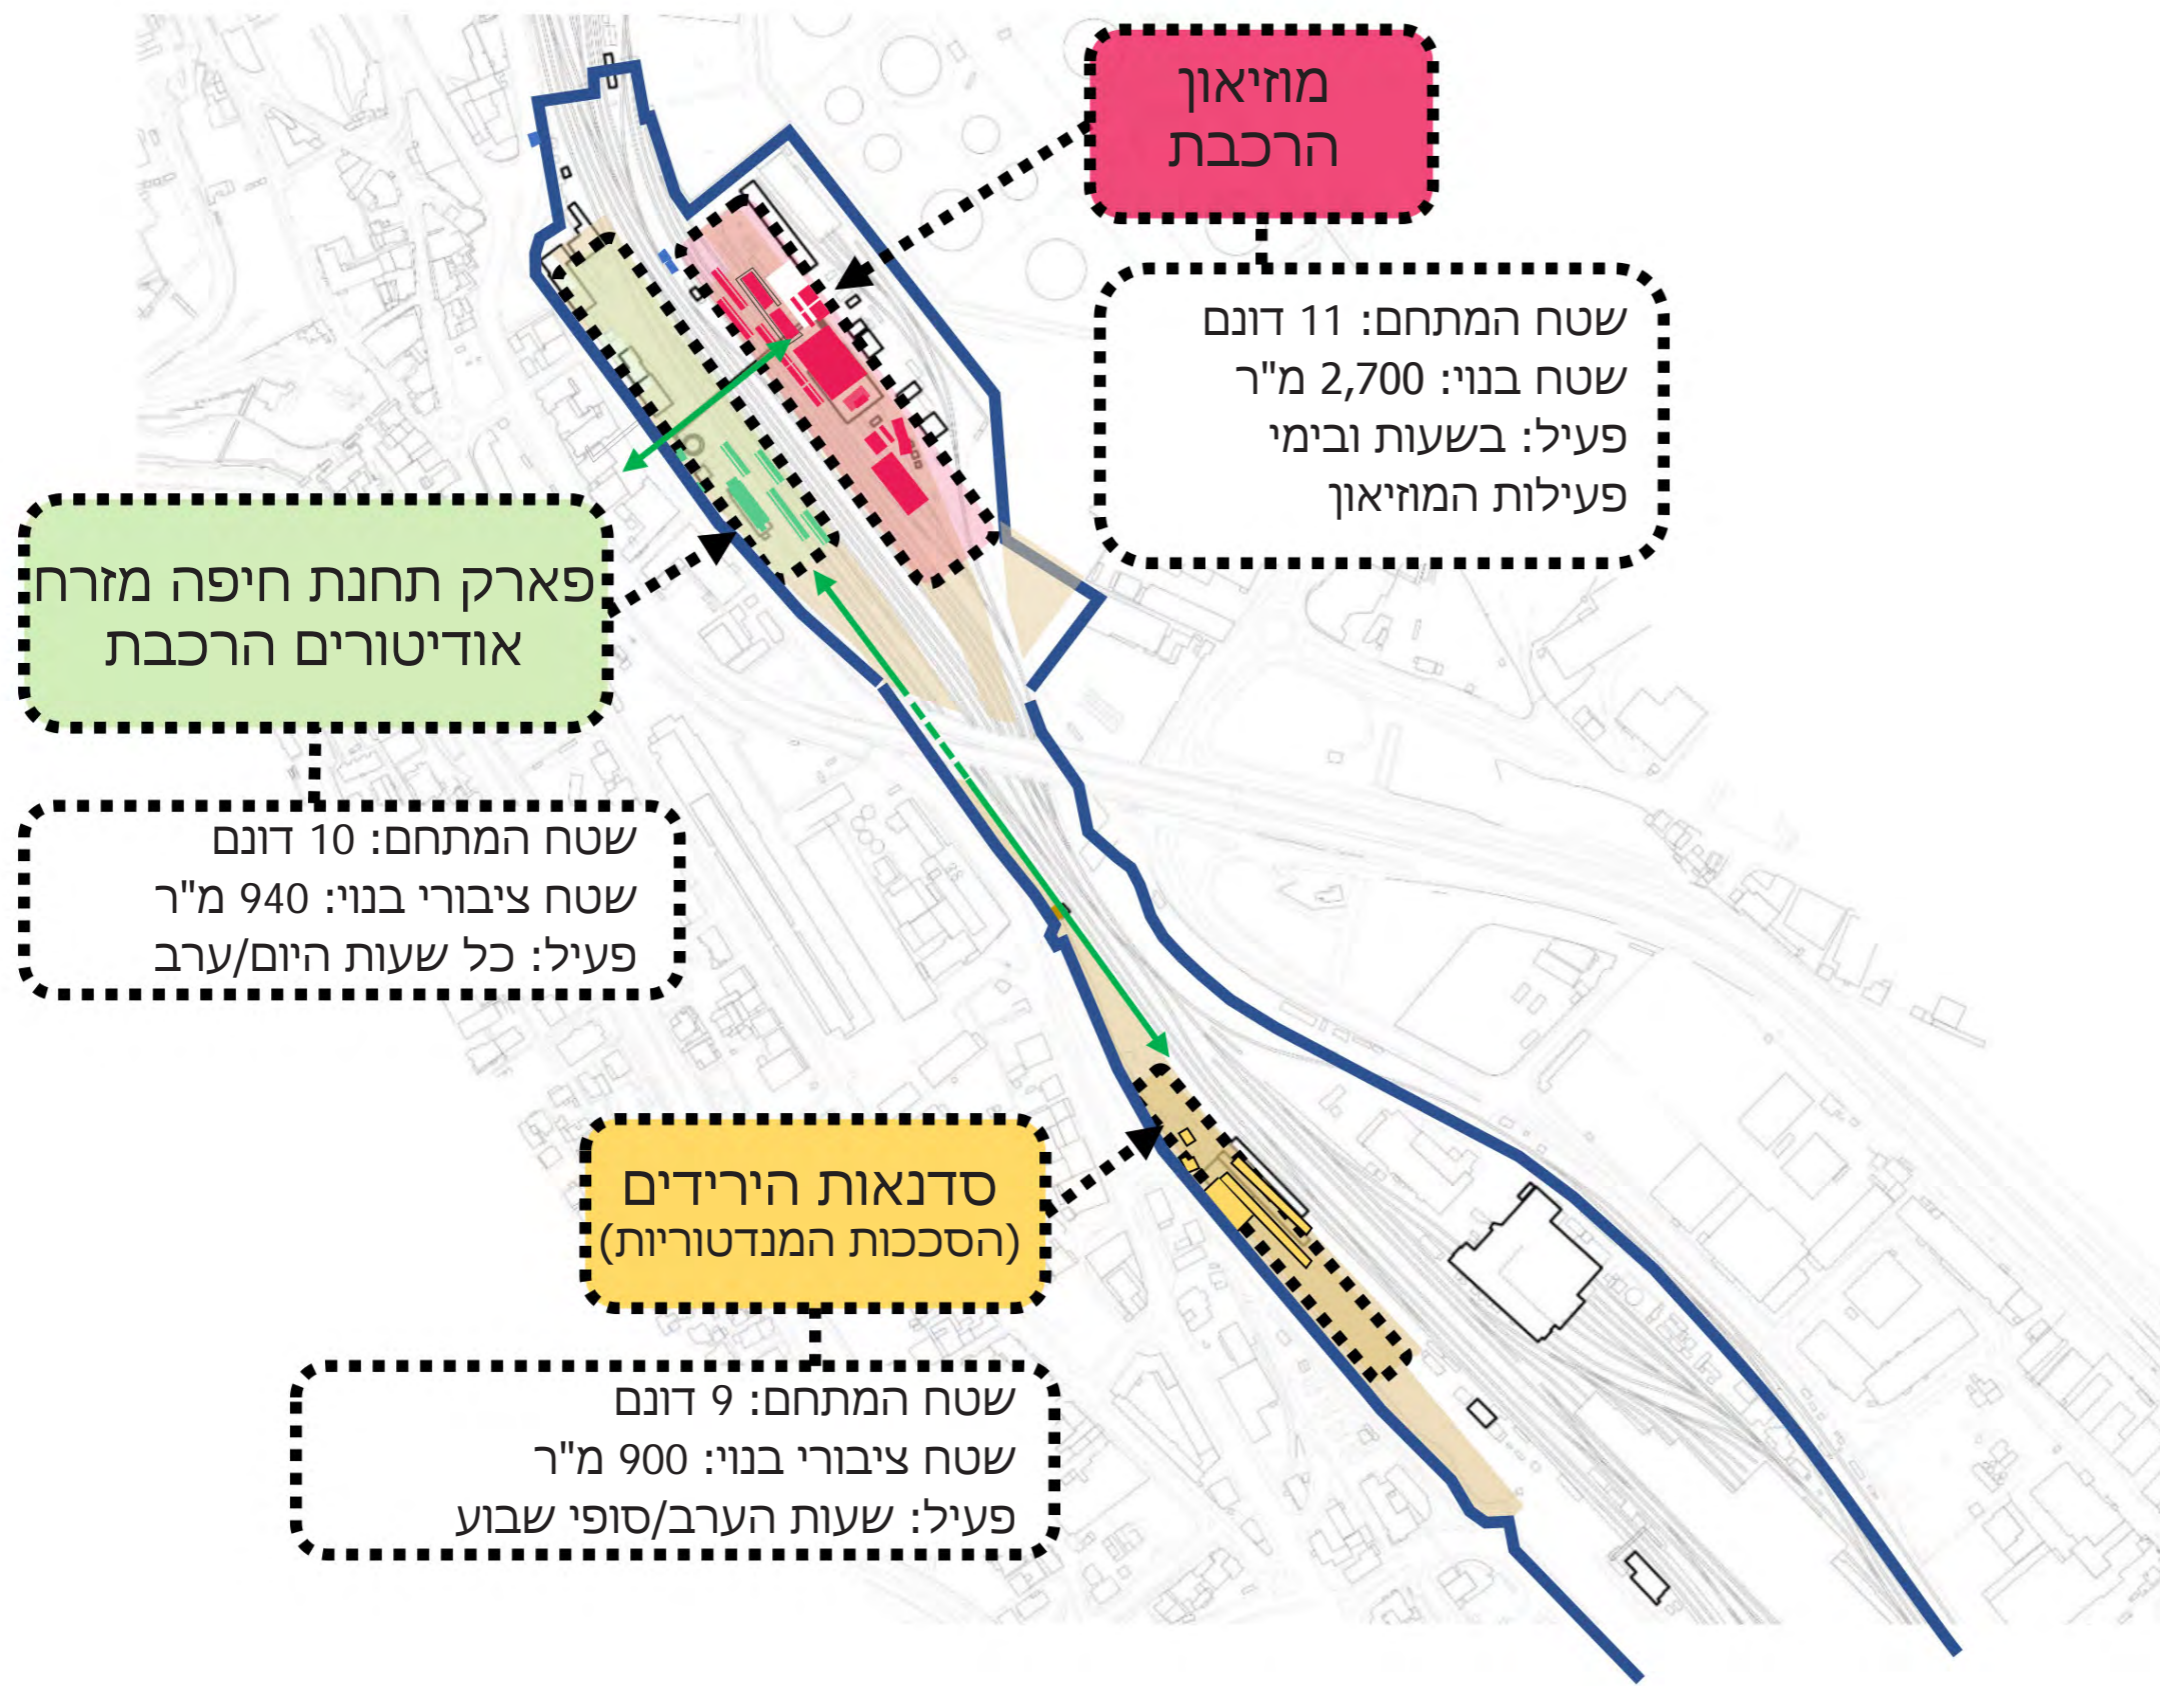 מוזיאון
הרכבת
שטח המתחם: 11 דונם
שטח בנוי: 2,700 מ"ר
פעיל: בשעות ובימי
פעילות המוזיאון
פארק תחנת חיפה מזרח
אודיטורים הרכבת
שטח המתחם: 10 דונם
שטח ציבורי בנוי: 940 מ"ר
פעיל: כל שעות היום/ערב
סדנאות הירידים
(הסככות המנדטוריות)
שטח המתחם: 9 דונם
שטח ציבורי בנוי: 900 מ"ר
פעיל: שעות הערב/סופי שבוע